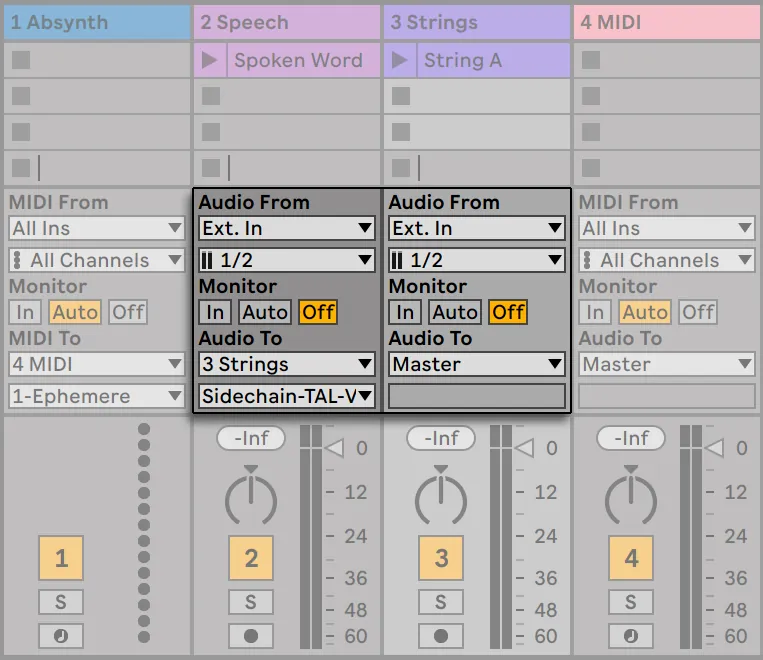 1 Absynth
2 Speech
3 Strings
4 MIDI
Spoken Word
String A
MIDI From
All Ins
All Channels
Monitor
In Auto Off
MIDI To
4 MIDI
1-Ephemere
Audio From
Ext. In
1/2
Monitor
In Auto Off
Audio To
3 Strings
Sidechain-TAL-V
Audio From
Ext. In
1/2
Monitor
In Auto Off
Audio To
Master
MIDI From
All Ins
All Channels
Monitor
In Auto Off
Audio To
Master
1
S
-Inf
0
12
24
36
48
60
2
S
-Inf
0
12
24
36
48
60
3
S
-Inf
0
12
24
36
48
60
4
S